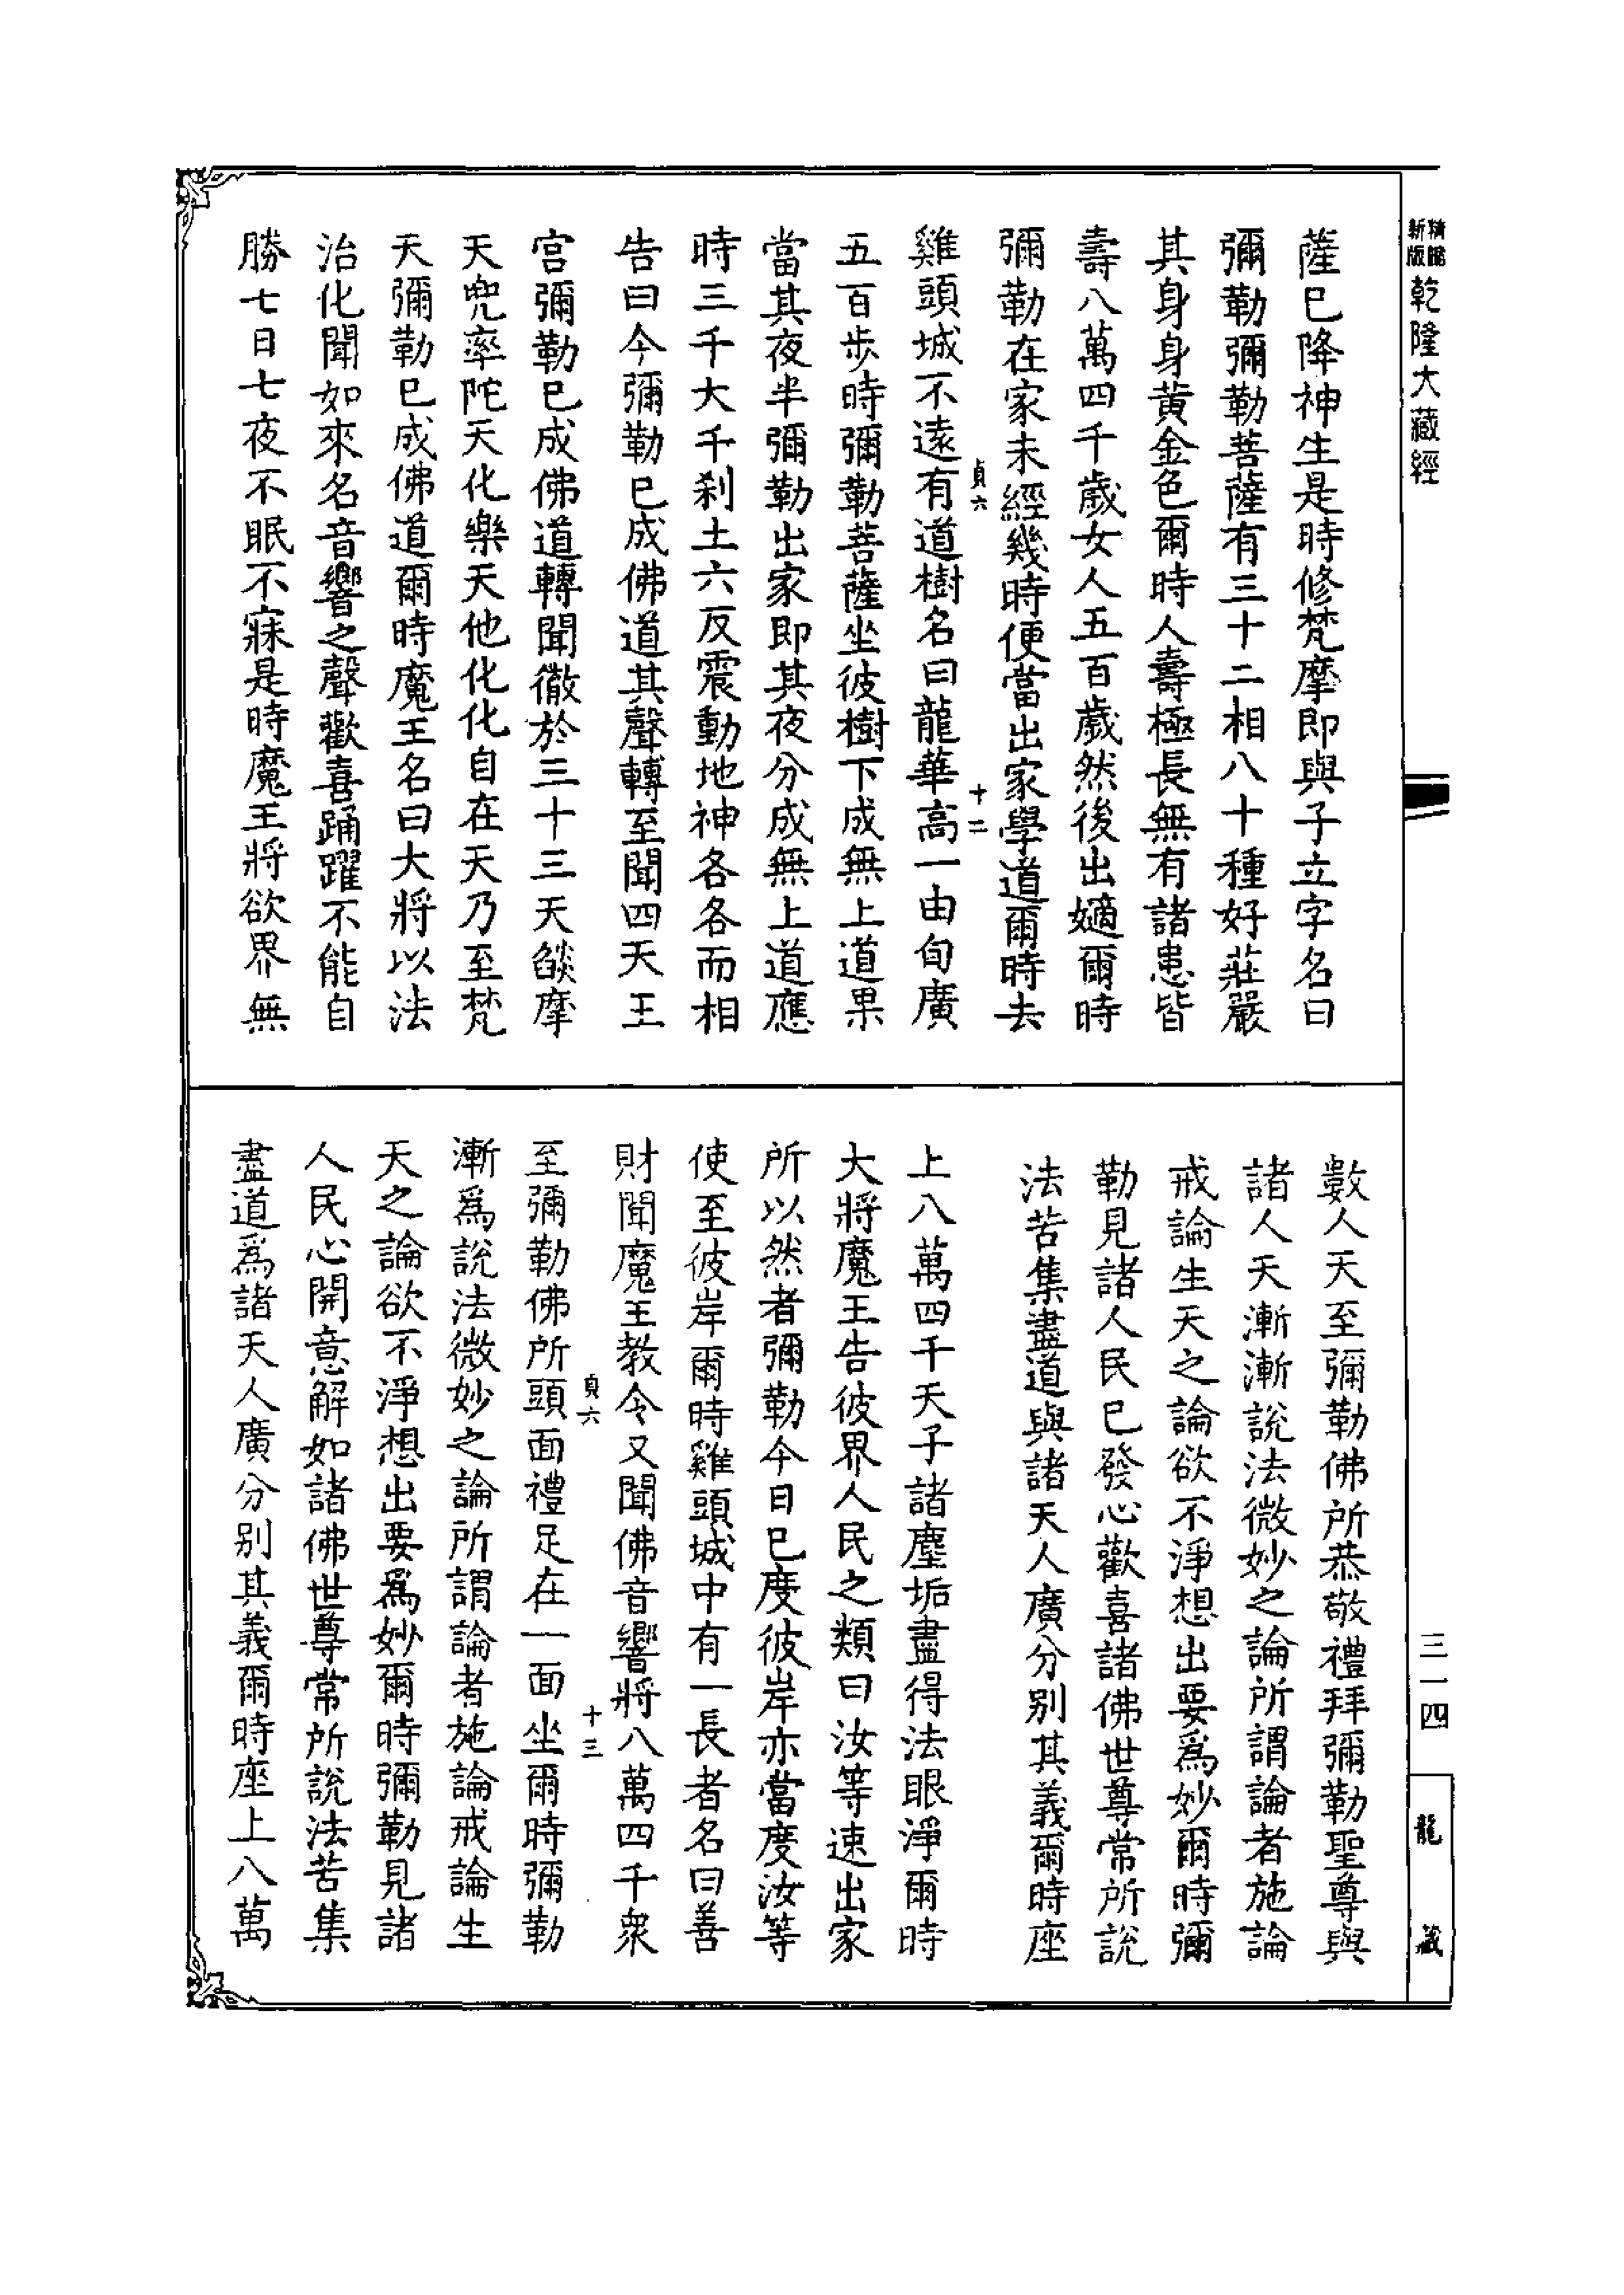 精縮新版
乾隆大藏經
薩已降神生是時修梵摩即與子立字名曰
彌勒彌勒菩薩有三十二相八十種好莊嚴
其身身黃金色爾時人壽極長無有諸患皆
壽八萬四千歲女人五百歲然後出嫡爾時
彌勒在家未經幾時便當出家學道爾時去
貞六 十二
雞頭城不遠有道樹名曰龍華高一由旬廣
五百步時彌勒菩薩坐彼樹下成無上道果
當其夜半彌勒出家即其夜分成無上道應
時三千大千刹土六反震動地神各各而相
告曰今彌勒已成佛道其聲轉至聞四天王
宮彌勒已成佛道轉聞徹於三十三天燄摩
天兜率陀天化樂天他化化自在天乃至梵
天彌勒已成佛道爾時魔王名曰大將以法
治化聞如來名音響之聲歡喜踊躍不能自
勝七日七夜不眠不寐是時魔王將欲界無
數人天至彌勒佛所恭敬禮拜彌勒聖尊與
諸人天漸漸說法微妙之論所謂論者施論
戒論生天之論欲不淨想出要爲妙爾時彌
勒見諸人民已發心歡喜諸佛世尊常所說
法苦集盡道與諸天人廣分别其義爾時座
上八萬四千天子諸塵垢盡得法眼淨爾時
大將魔王告彼界人民之類曰汝等速出家
所以然者彌勒今日已度彼岸亦當度汝等
使至彼岸爾時雞頭城中有一長者名曰善
財聞魔王教令又聞佛音響將八萬四千衆
貞六 十三
至彌勒佛所頭面禮足在一面坐爾時彌勒
漸爲說法微妙之論所謂論者施論戒論生
天之論欲不淨想出要爲妙爾時彌勒見諸
人民心開意解如諸佛世尊常所說法苦集
盡道爲諸天人廣分别其義爾時座上八萬
三一四
龍藏